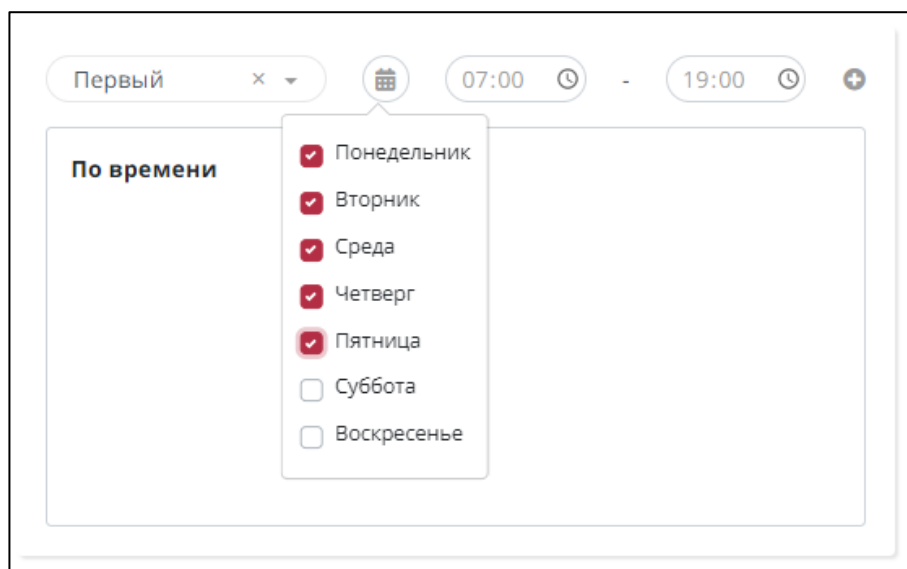 Первый
07:00 - 19:00
По времени
Понедельник
Вторник
Среда
Четверг
Пятница
Суббота
Воскресенье